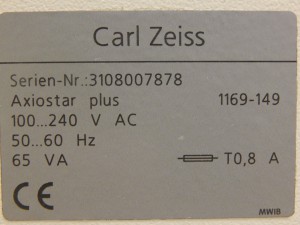 Carl Zeiss
Serien-Nr.:3108007878
Axiostar plus 1169-149
100...240 V AC
50...60 Hz
65 VA T0,8 A
CE
MWiB